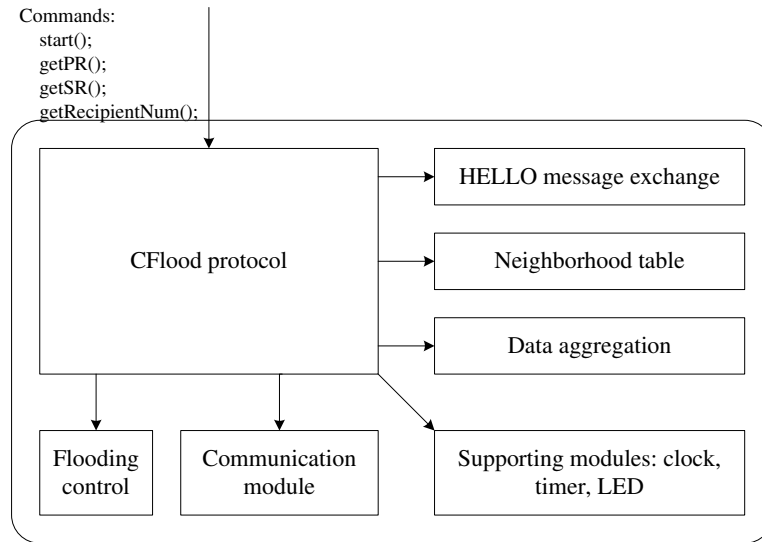 Commands:
start();
getPR();
getSR();
getRecipientNum();
CFlood protocol
HELLO message exchange
Neighborhood table
Data aggregation
Flooding
control
Communication
module
Supporting modules: clock,
timer, LED